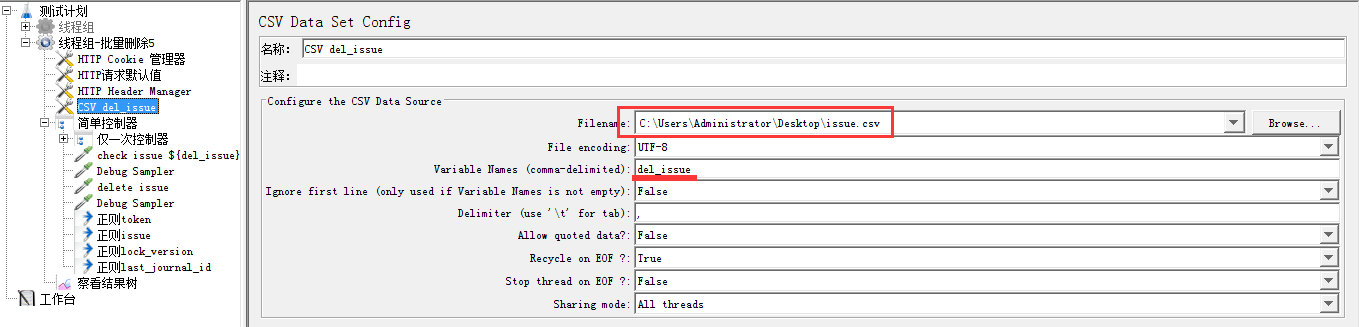 测试计划
线程组
线程组-批量删除5
HTTP Cookie 管理器
HTTP请求默认值
HTTP Header Manager
CSV del_issue
简单控制器
仅一次控制器
check issue ${del_issue}
Debug Sampler
delete issue
Debug Sampler
正则token
正则issue
正则lock_version
正则last_journal_id
察看结果树
工作台
CSV Data Set Config
名称: CSV del_issue
注释:
Configure the CSV Data Source
Filename: C:\Users\Administrator\Desktop\issue.csv Browse...
File encoding: UTF-8
Variable Names (comma-delimited): del_issue
Ignore first line (only used if Variable Names is not empty): False
Delimiter (use '\t' for tab): ,
Allow quoted data?: False
Recycle on EOF ?: True
Stop thread on EOF ?: False
Sharing mode: All threads